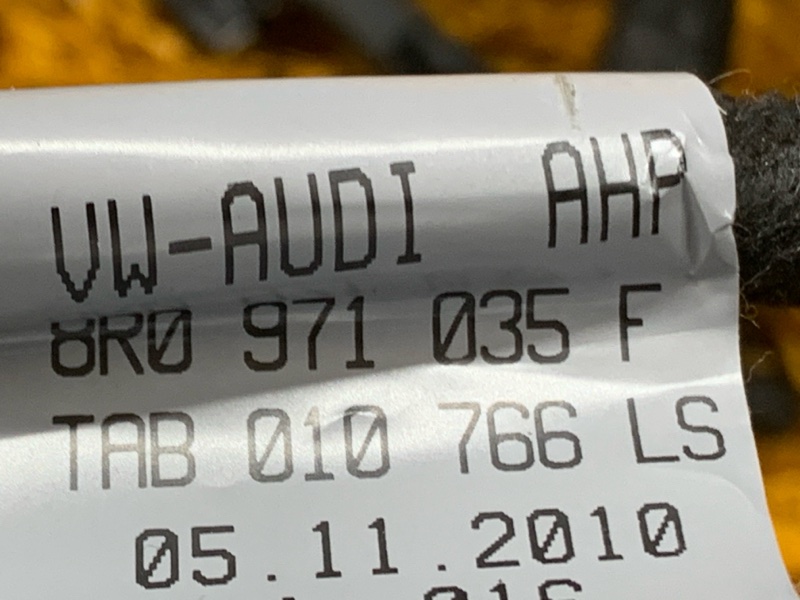 VW-AUDI AHP
8R0 971 035 F
TAB 010 766 LS
05.11.2010